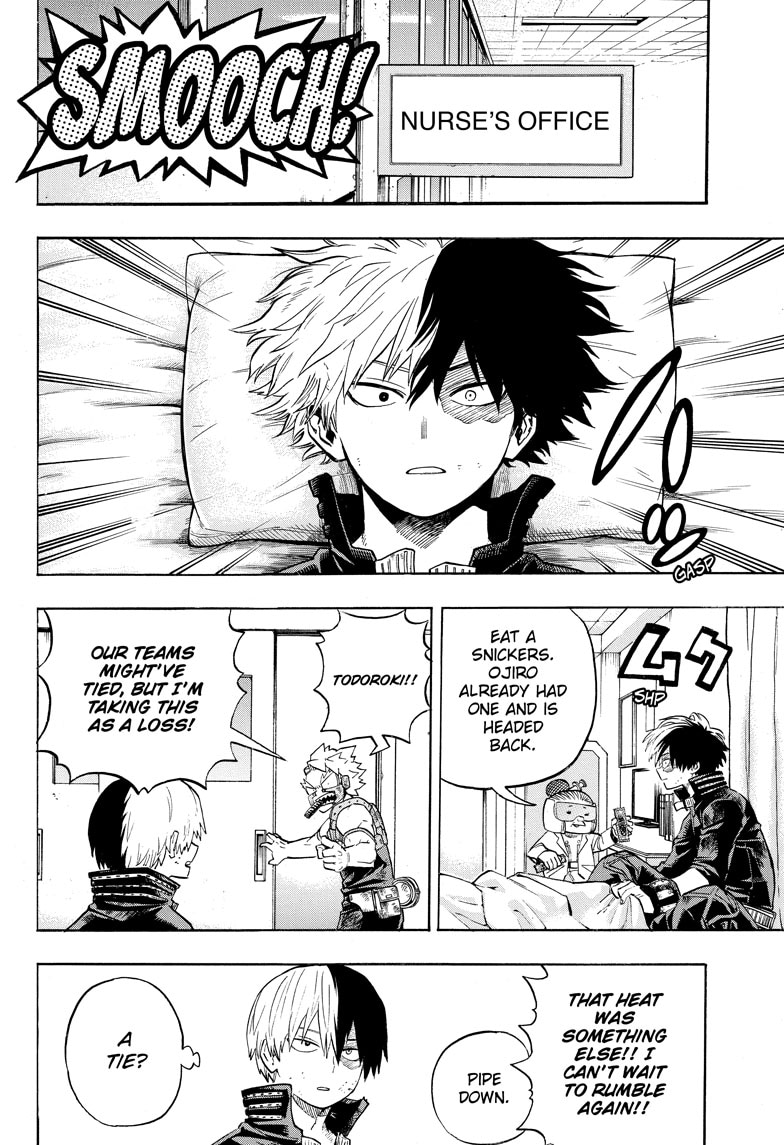 SMOOCH!
NURSE'S OFFICE
GASP
EAT A
SNICKERS.
OJIRO
ALREADY HAD
ONE AND IS
HEADED
BACK.
ムク
SHP
TODOROKI!!
OUR TEAMS
MIGHT'VE
TIED, BUT I'M
TAKING THIS
AS A LOSS!
THAT HEAT
WAS
SOMETHING
ELSE!! I
CAN'T WAIT
TO RUMBLE
AGAIN!!
PIPE
DOWN.
A
TIE?